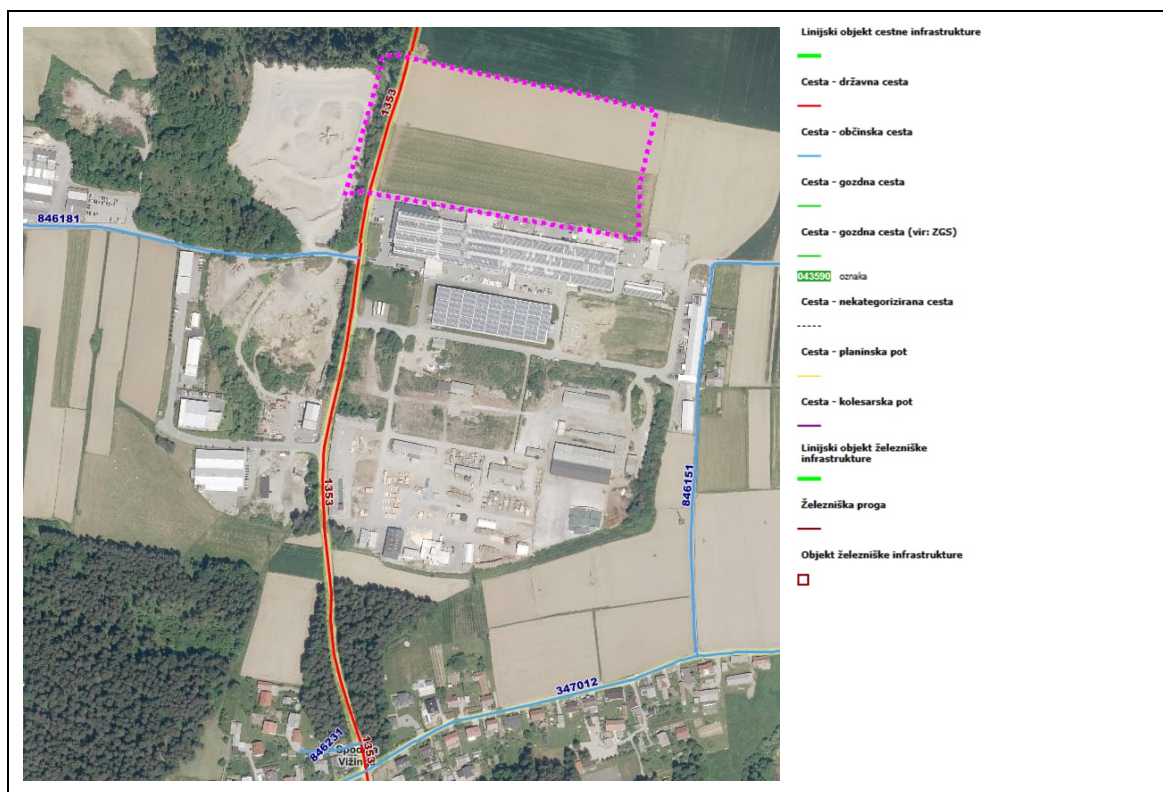 Linijski objekt cestne infrastrukture
Cesta - državna cesta
Cesta - občinska cesta
Cesta - gozdna cesta
Cesta - gozdna cesta (vir: ZGS)
043590 oznaka
Cesta - nekategorizirana cesta
Cesta - planinska pot
Cesta - kolesarska pot
Linijski objekt železniške
infrastrukture
Železniška proga
Objekt železniške infrastrukture
1353
846181
1353
846151
347012
846231
1353